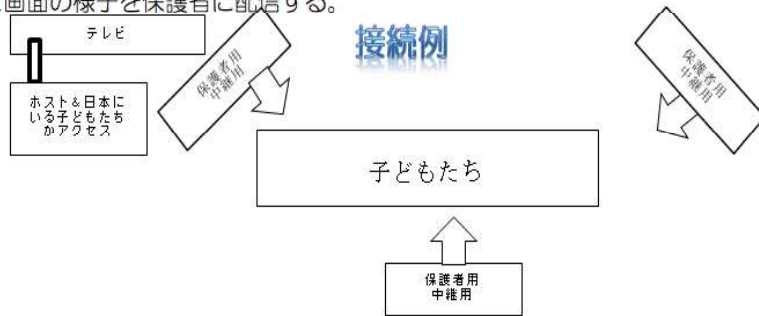 画面の様子を保護者に配信する。
テレビ
接続例
保護者用
中継用
保護者用
中継用
ホスト&日本に
いる子どもたち
がアクセス
子どもたち
保護者用
中継用